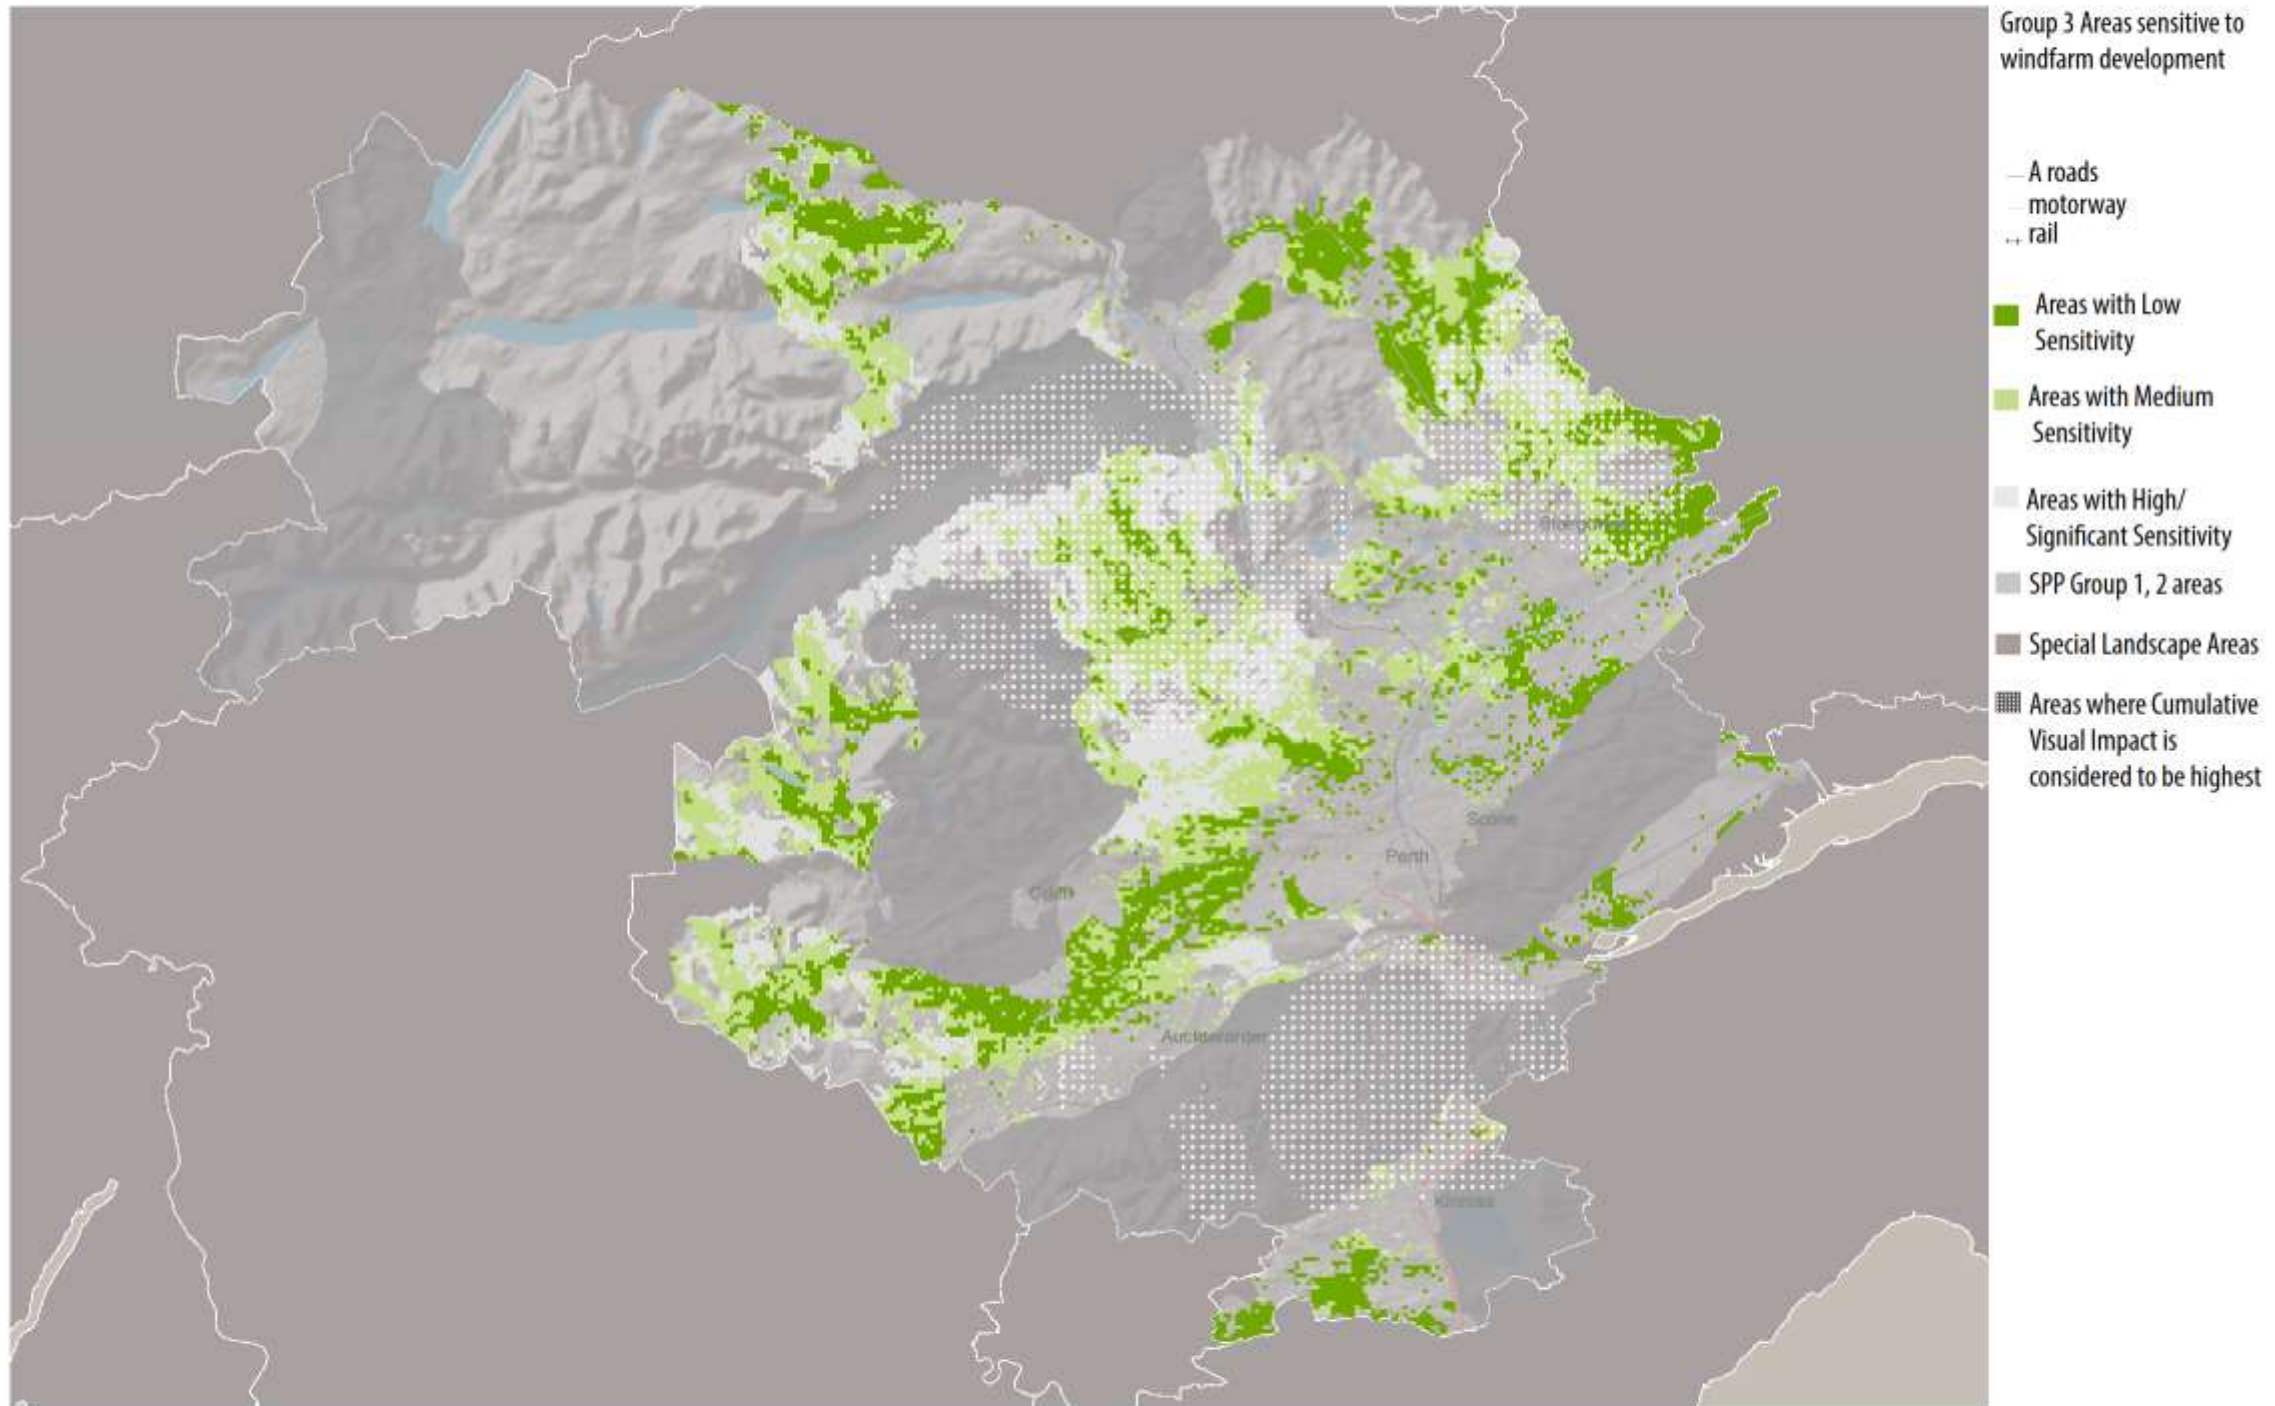 Group 3 Areas sensitive to
windfarm development
A roads
motorway
rail
Areas with Low
Sensitivity
Areas with Medium
Sensitivity
Areas with High/
Significant Sensitivity
SPP Group 1, 2 areas
Special Landscape Areas
Areas where Cumulative
Visual Impact is
considered to be highest
Scone
Perth
Crieff
Auchterarder
Kinross